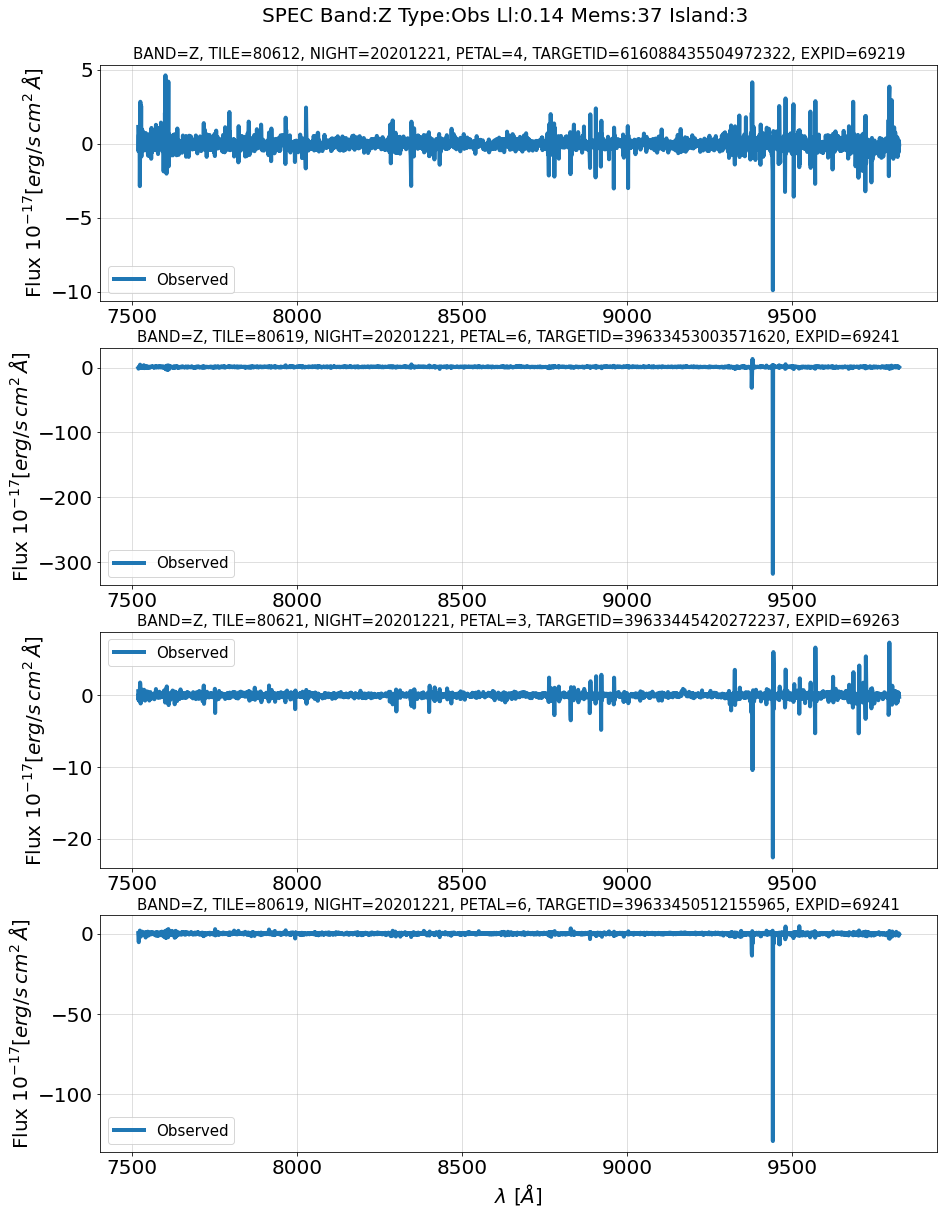 SPEC Band:Z Type:Obs Ll:0.14 Mems:37 Island:3
BAND=Z, TILE=80612, NIGHT=20201221, PETAL=4, TARGETID=616088435504972322, EXPID=69219
5
0
−5
−10
Flux 10^{−17}[erg/s cm^2 Å]
Observed
7500 8000 8500 9000 9500
BAND=Z, TILE=80619, NIGHT=20201221, PETAL=6, TARGETID=39633453003571620, EXPID=69241
0
−100
−200
−300
Flux 10^{−17}[erg/s cm^2 Å]
Observed
7500 8000 8500 9000 9500
BAND=Z, TILE=80621, NIGHT=20201221, PETAL=3, TARGETID=39633445420272237, EXPID=69263
Observed
0
−10
−20
Flux 10^{−17}[erg/s cm^2 Å]
7500 8000 8500 9000 9500
BAND=Z, TILE=80619, NIGHT=20201221, PETAL=6, TARGETID=39633450512155965, EXPID=69241
0
−50
−100
Flux 10^{−17}[erg/s cm^2 Å]
Observed
7500 8000 8500 9000 9500
λ [Å]